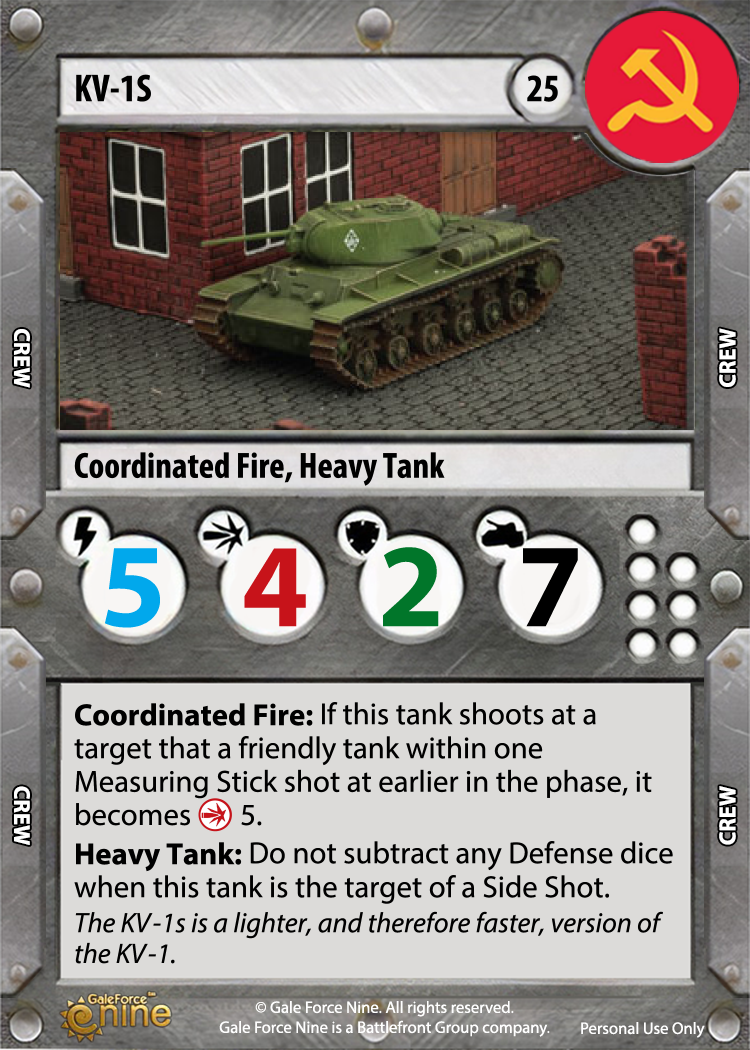 KV-1S
25
CREW
CREW
Coordinated Fire, Heavy Tank
5
4
2
7
Coordinated Fire: If this tank shoots at a
target that a friendly tank within one
Measuring Stick shot at earlier in the phase, it
becomes 5.
Heavy Tank: Do not subtract any Defense dice
when this tank is the target of a Side Shot.
The KV-1s is a lighter, and therefore faster, version of
the KV-1.
CREW
CREW
GaleForce™
nine
© Gale Force Nine. All rights reserved.
Gale Force Nine is a Battlefront Group company.
Personal Use Only